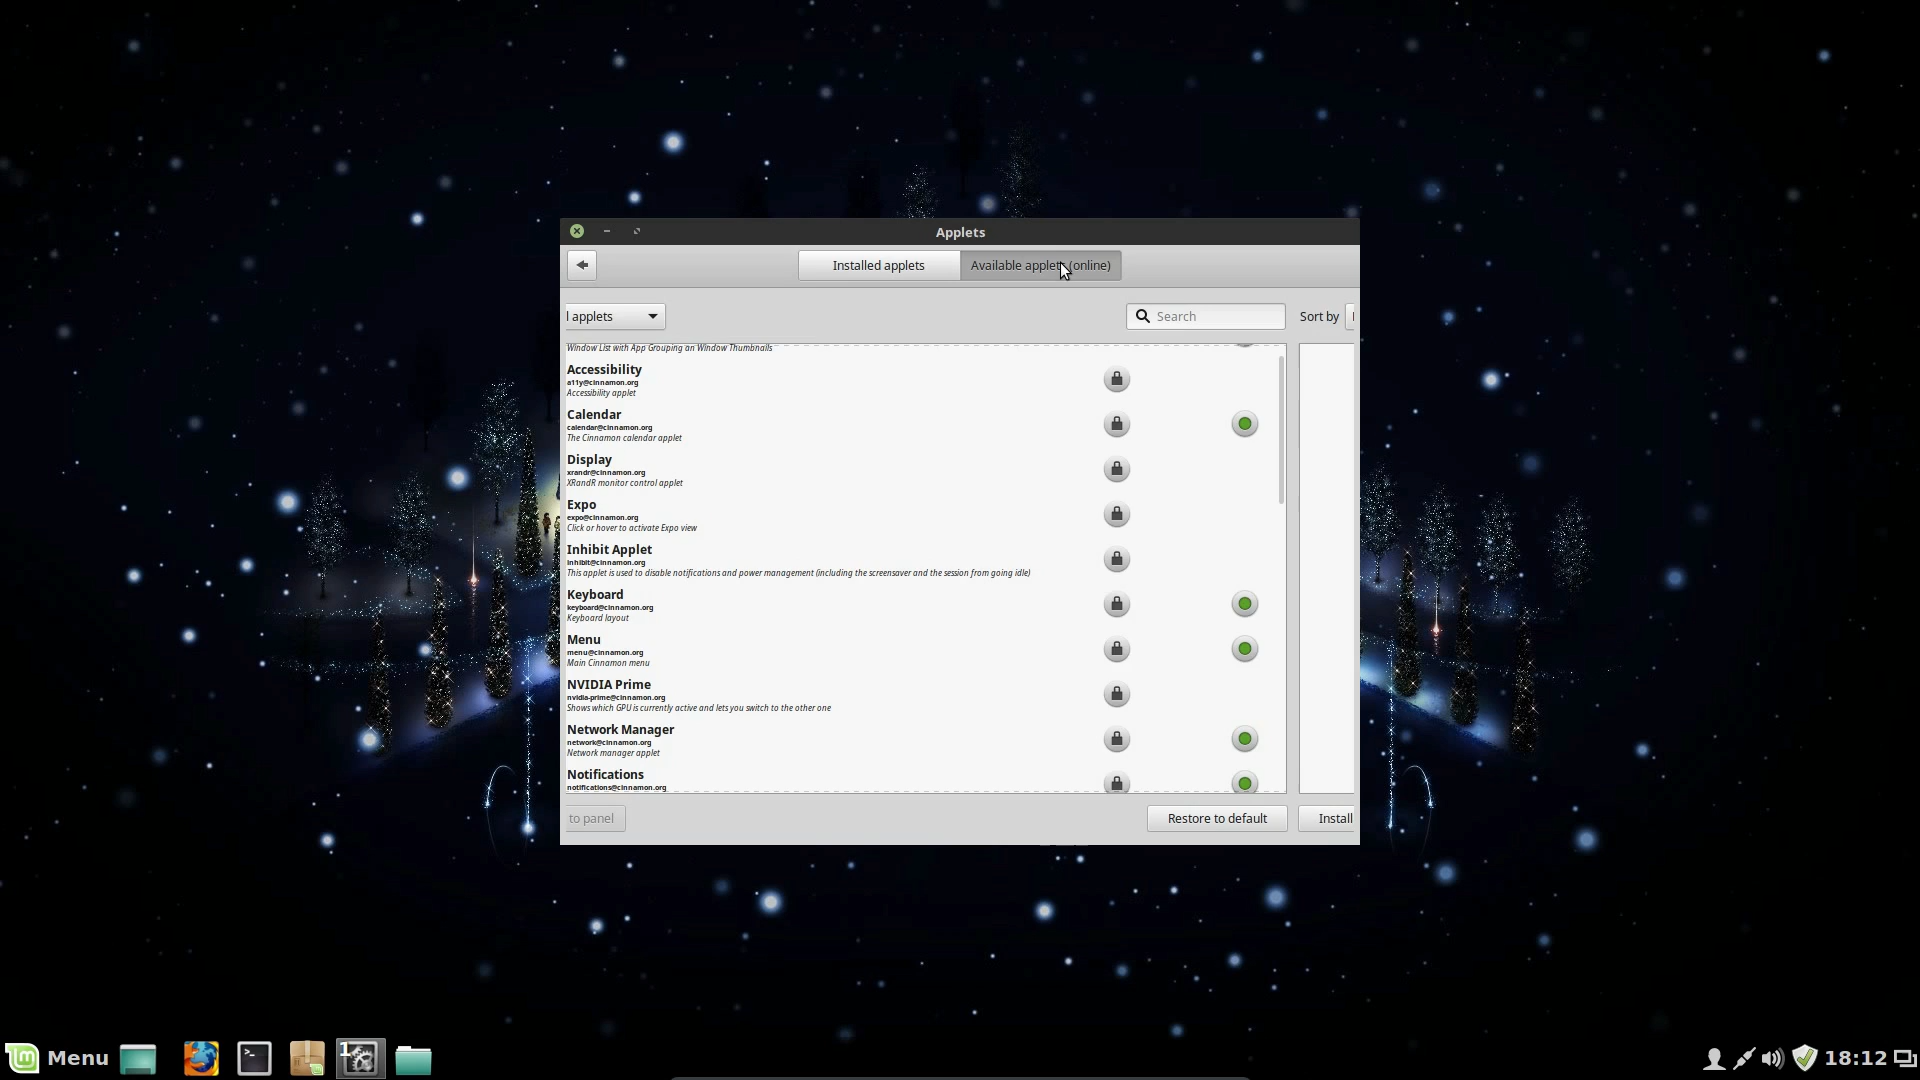 Applets
Installed applets
Available applets (online)
l applets
Search
Sort by
Window List with App Grouping an Window Thumbnails
Accessibility
a11y@cinnamon.org
Accessibility applet
Calendar
calendar@cinnamon.org
The Cinnamon calendar applet
Display
xrandr@cinnamon.org
XRandR monitor control applet
Expo
expo@cinnamon.org
Click or hover to activate Expo view
Inhibit Applet
inhibit@cinnamon.org
This applet is used to disable notifications and power management (including the screensaver and the session from going idle)
Keyboard
keyboard@cinnamon.org
Keyboard layout
Menu
menu@cinnamon.org
Main Cinnamon menu
NVIDIA Prime
nvidia-prime@cinnamon.org
Shows which GPU is currently active and lets you switch to the other one
Network Manager
network@cinnamon.org
Network manager applet
Notifications
notifications@cinnamon.org
to panel
Restore to default
Install
Menu
1
18:12